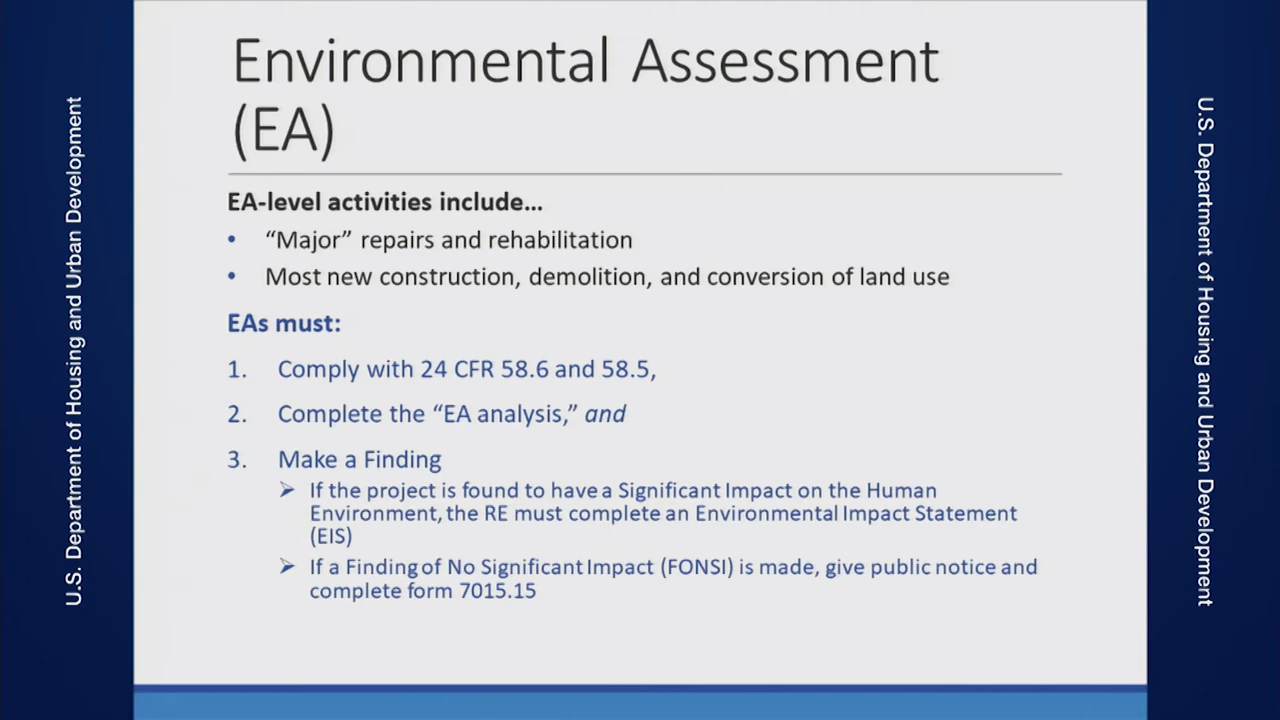 U.S. Department of Housing and Urban Development
Environmental Assessment
(EA)
EA-level activities include…
• “Major” repairs and rehabilitation
• Most new construction, demolition, and conversion of land use
EAs must:
1. Comply with 24 CFR 58.6 and 58.5,
2. Complete the “EA analysis,” and
3. Make a Finding
➢ If the project is found to have a Significant Impact on the Human
Environment, the RE must complete an Environmental Impact Statement
(EIS)
➢ If a Finding of No Significant Impact (FONSI) is made, give public notice and
complete form 7015.15
U.S. Department of Housing and Urban Development